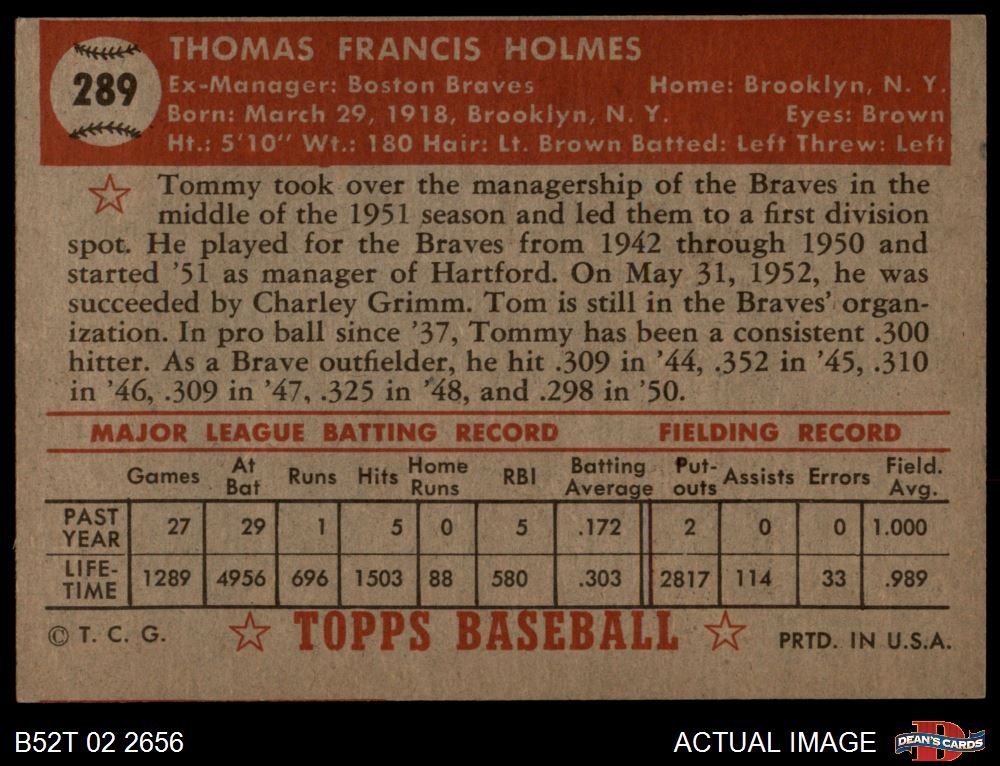 289
THOMAS FRANCIS HOLMES
Ex-Manager: Boston Braves Home: Brooklyn, N. Y.
Born: March 29, 1918, Brooklyn, N. Y. Eyes: Brown
Ht.: 5'10" Wt.: 180 Hair: Lt. Brown Batted: Left Threw: Left
Tommy took over the managership of the Braves in the
middle of the 1951 season and led them to a first division
spot. He played for the Braves from 1942 through 1950 and
started '51 as manager of Hartford. On May 31, 1952, he was
succeeded by Charley Grimm. Tom is still in the Braves' organ-
ization. In pro ball since '37, Tommy has been a consistent .300
hitter. As a Brave outfielder, he hit .309 in '44, .352 in '45, .310
in '46, .309 in '47, .325 in '48, and .298 in '50.
MAJOR LEAGUE BATTING RECORD FIELDING RECORD
Games At Bat Runs Hits Home Runs RBI Batting Average Put-outs Assists Errors Field. Avg.
PAST YEAR 27 29 1 5 0 5 .172 2 0 0 1.000
LIFE-TIME 1289 4956 696 1503 88 580 .303 2817 114 33 .989
© T. C. G. TOPPS BASEBALL PRTD. IN U.S.A.
B52T 02 2656 ACTUAL IMAGE DEAN'S CARDS